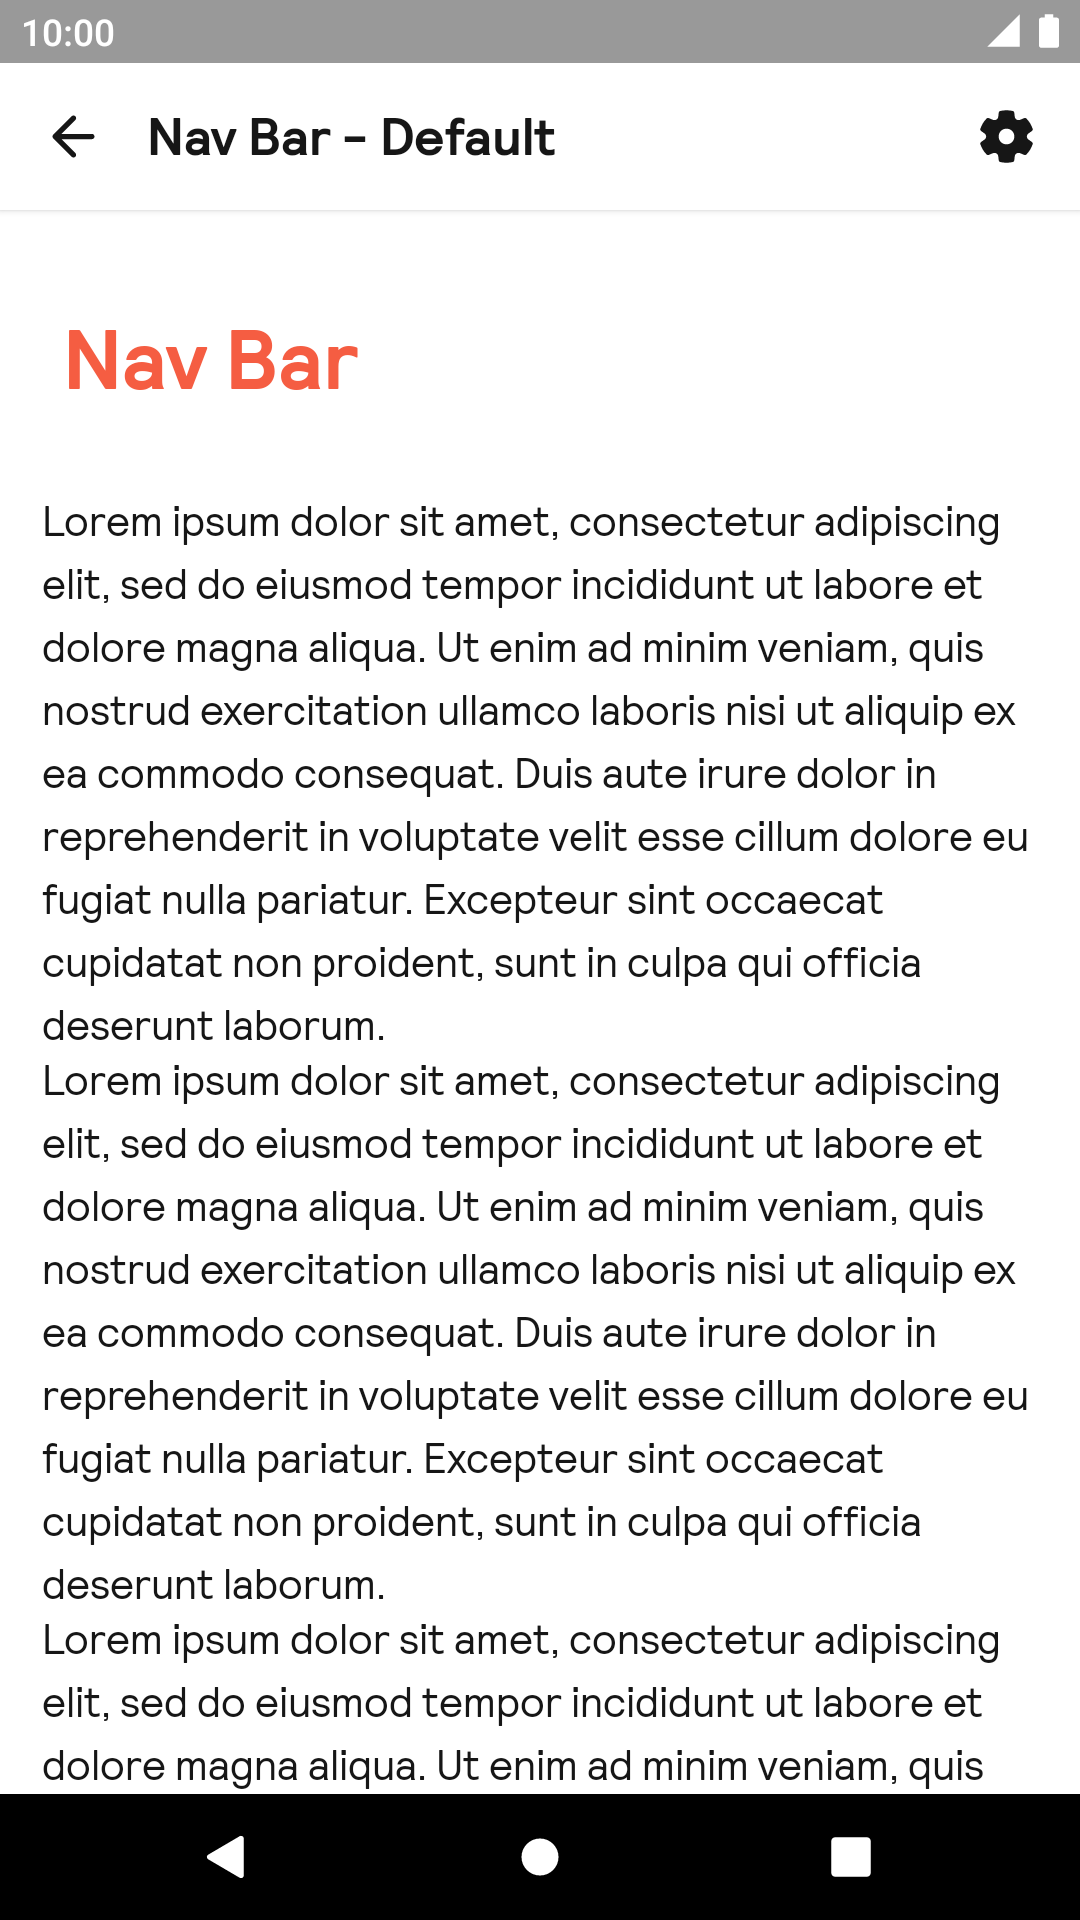 10:00
Nav Bar - Default
Nav Bar
Lorem ipsum dolor sit amet, consectetur adipiscing
elit, sed do eiusmod tempor incididunt ut labore et
dolore magna aliqua. Ut enim ad minim veniam, quis
nostrud exercitation ullamco laboris nisi ut aliquip ex
ea commodo consequat. Duis aute irure dolor in
reprehenderit in voluptate velit esse cillum dolore eu
fugiat nulla pariatur. Excepteur sint occaecat
cupidatat non proident, sunt in culpa qui officia
deserunt laborum.
Lorem ipsum dolor sit amet, consectetur adipiscing
elit, sed do eiusmod tempor incididunt ut labore et
dolore magna aliqua. Ut enim ad minim veniam, quis
nostrud exercitation ullamco laboris nisi ut aliquip ex
ea commodo consequat. Duis aute irure dolor in
reprehenderit in voluptate velit esse cillum dolore eu
fugiat nulla pariatur. Excepteur sint occaecat
cupidatat non proident, sunt in culpa qui officia
deserunt laborum.
Lorem ipsum dolor sit amet, consectetur adipiscing
elit, sed do eiusmod tempor incididunt ut labore et
dolore magna aliqua. Ut enim ad minim veniam, quis